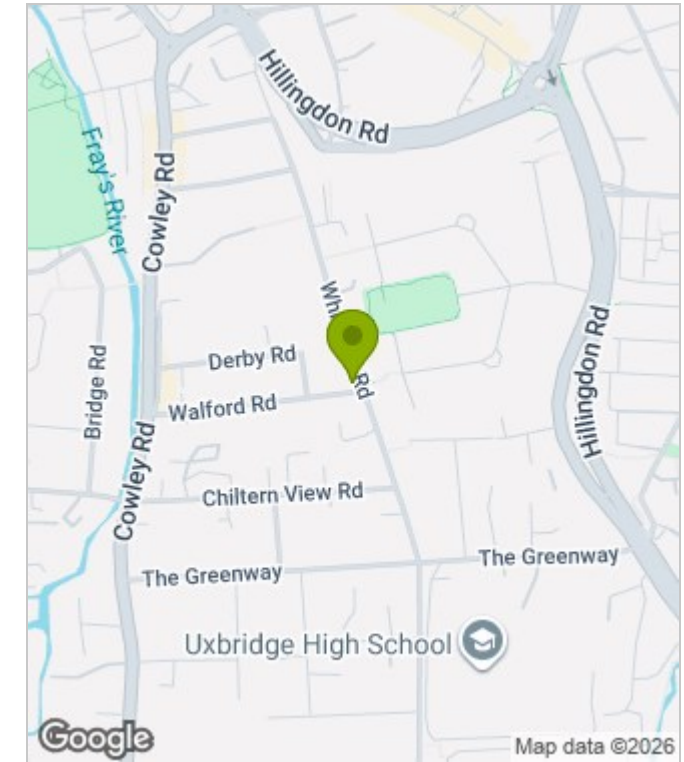 Hillingdon Rd
Fray's River
Cowley Rd
Hillingdon Rd
Rd
Derby Rd
Bridge Rd
Walford Rd
Cowley Rd
Chiltern View Rd
The Greenway
The Greenway
Uxbridge High School
Google
Map data ©2026